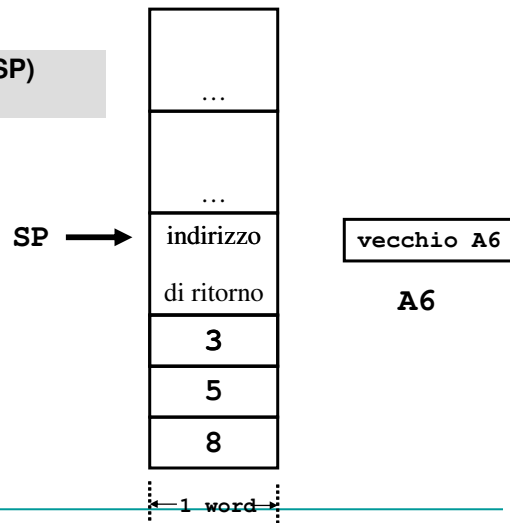 SP)
…
…
SP
indirizzo
di ritorno
vecchio A6
A6
3
5
8
1 word